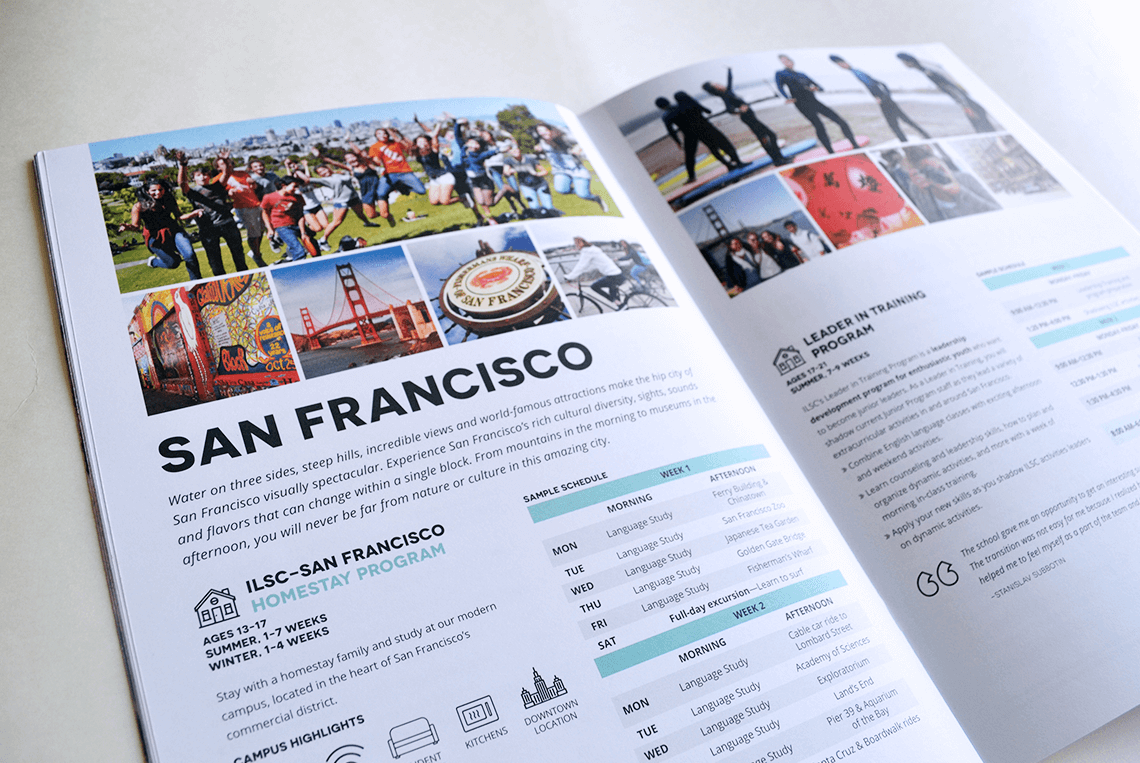 FISHERMANS WHARF
SAN FRANCISCO
SAN FRANCISCO
Water on three sides, steep hills, incredible views and world-famous attractions make the hip city of
San Francisco visually spectacular. Experience San Francisco's rich cultural diversity, sights, sounds
and flavors that can change within a single block. From mountains in the morning to museums in the
afternoon, you will never be far from nature or culture in this amazing city.
ILSC–SAN FRANCISCO
HOMESTAY PROGRAM
AGES 13-17
SUMMER, 1-7 WEEKS
WINTER, 1-4 WEEKS
Stay with a homestay family and study at our modern
campus, located in the heart of San Francisco's
commercial district.
CAMPUS HIGHLIGHTS
KITCHENS
DOWNTOWN
LOCATION
SAMPLE SCHEDULE
WEEK 1
MORNING AFTERNOON
MON Language Study Ferry Building &
Chinatown
TUE Language Study San Francisco Zoo
WED Language Study Japanese Tea Garden
THU Language Study Golden Gate Bridge
FRI Language Study Fisherman's Wharf
SAT Full-day excursion—Learn to surf
WEEK 2
MORNING AFTERNOON
MON Language Study Cable car ride to
Lombard Street
TUE Language Study Academy of Sciences
WED Language Study Exploratorium
Language Study Land's End
Study Pier 39 & Aquarium
of the Bay
Cruz & Boardwalk rides
LEADER IN TRAINING
PROGRAM
AGES 17-21
SUMMER, 7-9 WEEKS
ILSC's Leader in Training Program is a leadership
development program for enthusiastic youth who want
to become junior leaders. As a Leader in Training, you will
shadow current Junior Program staff as they lead a variety of
extracurricular activities in and around San Francisco.
» Combine English language classes with exciting afternoon
and weekend activities.
» Learn counseling and leadership skills, how to plan and
organize dynamic activities, and more with a week of
morning in-class training.
» Apply your new skills as you shadow ILSC activities leaders
on dynamic activities.
The school gave me an opportunity to get on interesting
The transition was not easy for me because I realized
helped me to feel myself as a part of the team and
–STANISLAV SUBBOTIN
SAMPLE SCHEDULE
WEEK 1
MONDAY-FRIDAY
9:00 AM-12:30 PM
1:30 PM-4:00 PM
WEEK 2
MONDAY-FRIDAY
9:00 AM-12:30 PM
12:30 PM-4:30 PM